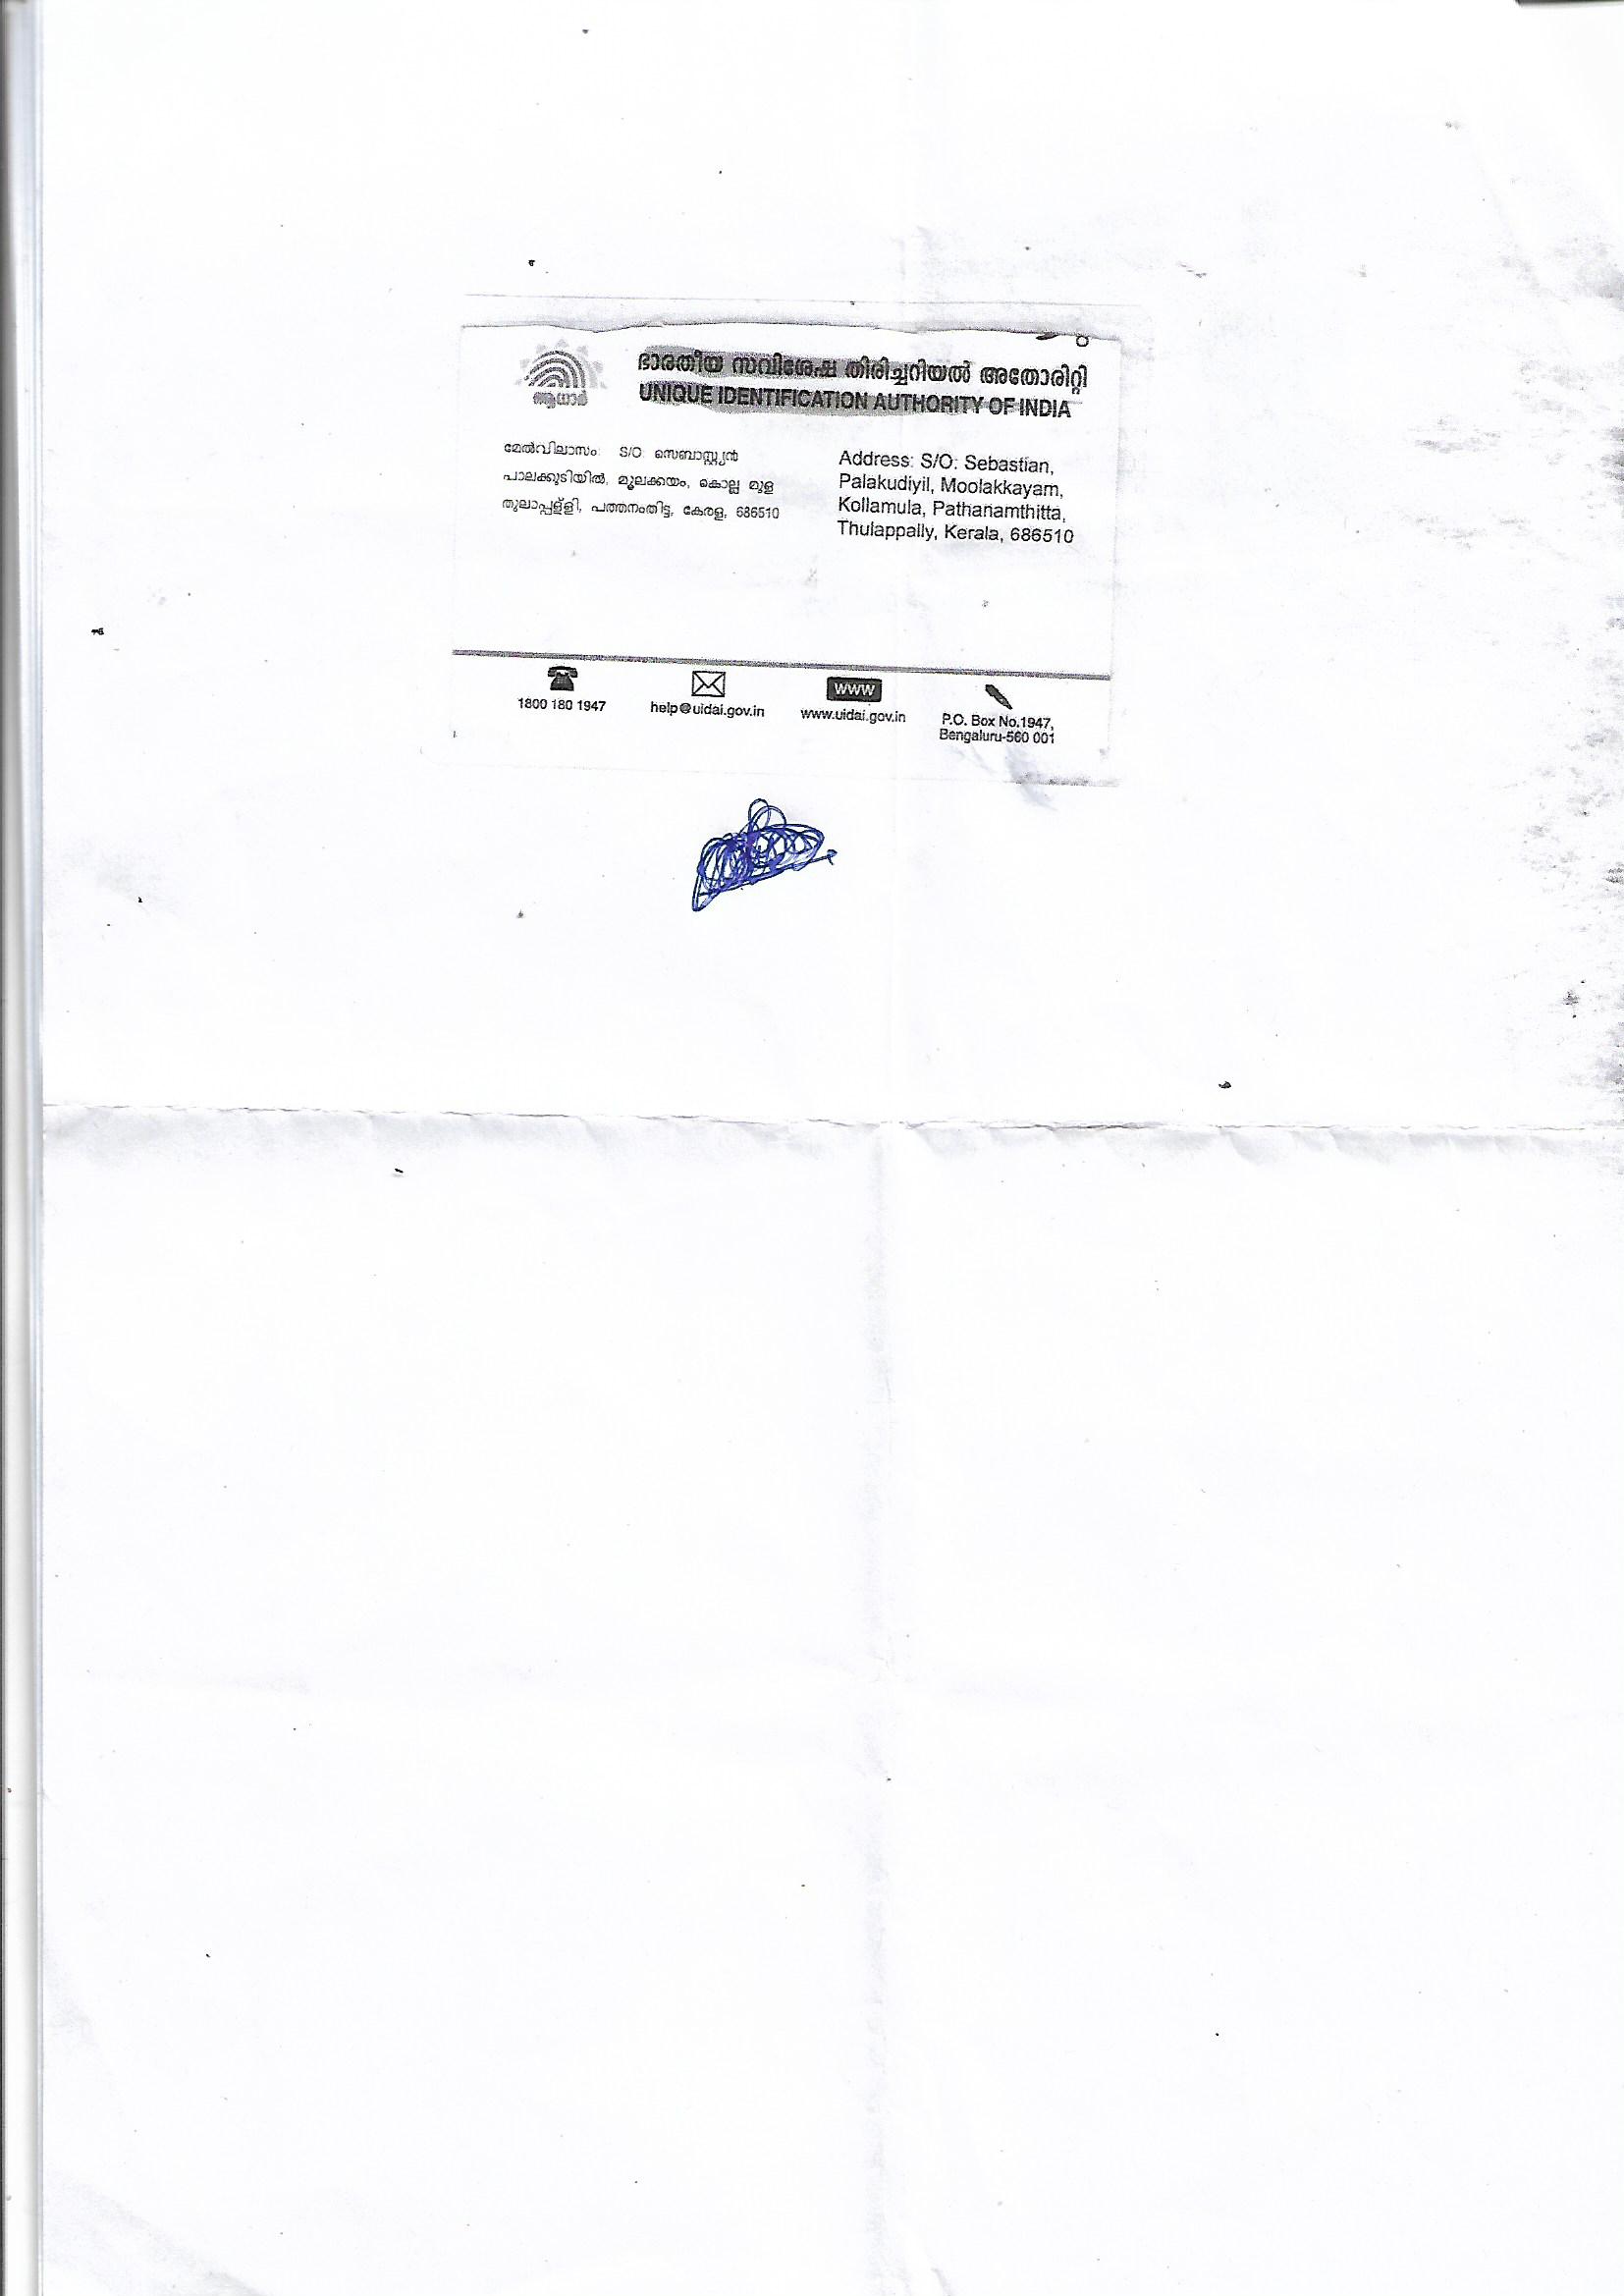 ഭാരതീയ സവിശേഷ തിരിച്ചറിയൽ അതോരിറ്റി
UNIQUE IDENTIFICATION AUTHORITY OF INDIA
ആധാർ
മേൽവിലാസം: S/O സെബാസ്റ്റ്യൻ
പാലക്കുടിയിൽ, മൂലക്കയം, കൊല്ല മുള
തുലാപ്പള്ളി, പത്തനംതിട്ട, കേരള, 686510
Address: S/O: Sebastian,
Palakudiyil, Moolakkayam,
Kollamula, Pathanamthitta,
Thulappally, Kerala, 686510
1800 180 1947
help@uidai.gov.in
WWW
www.uidai.gov.in
P.O. Box No.1947,
Bengaluru-560 001